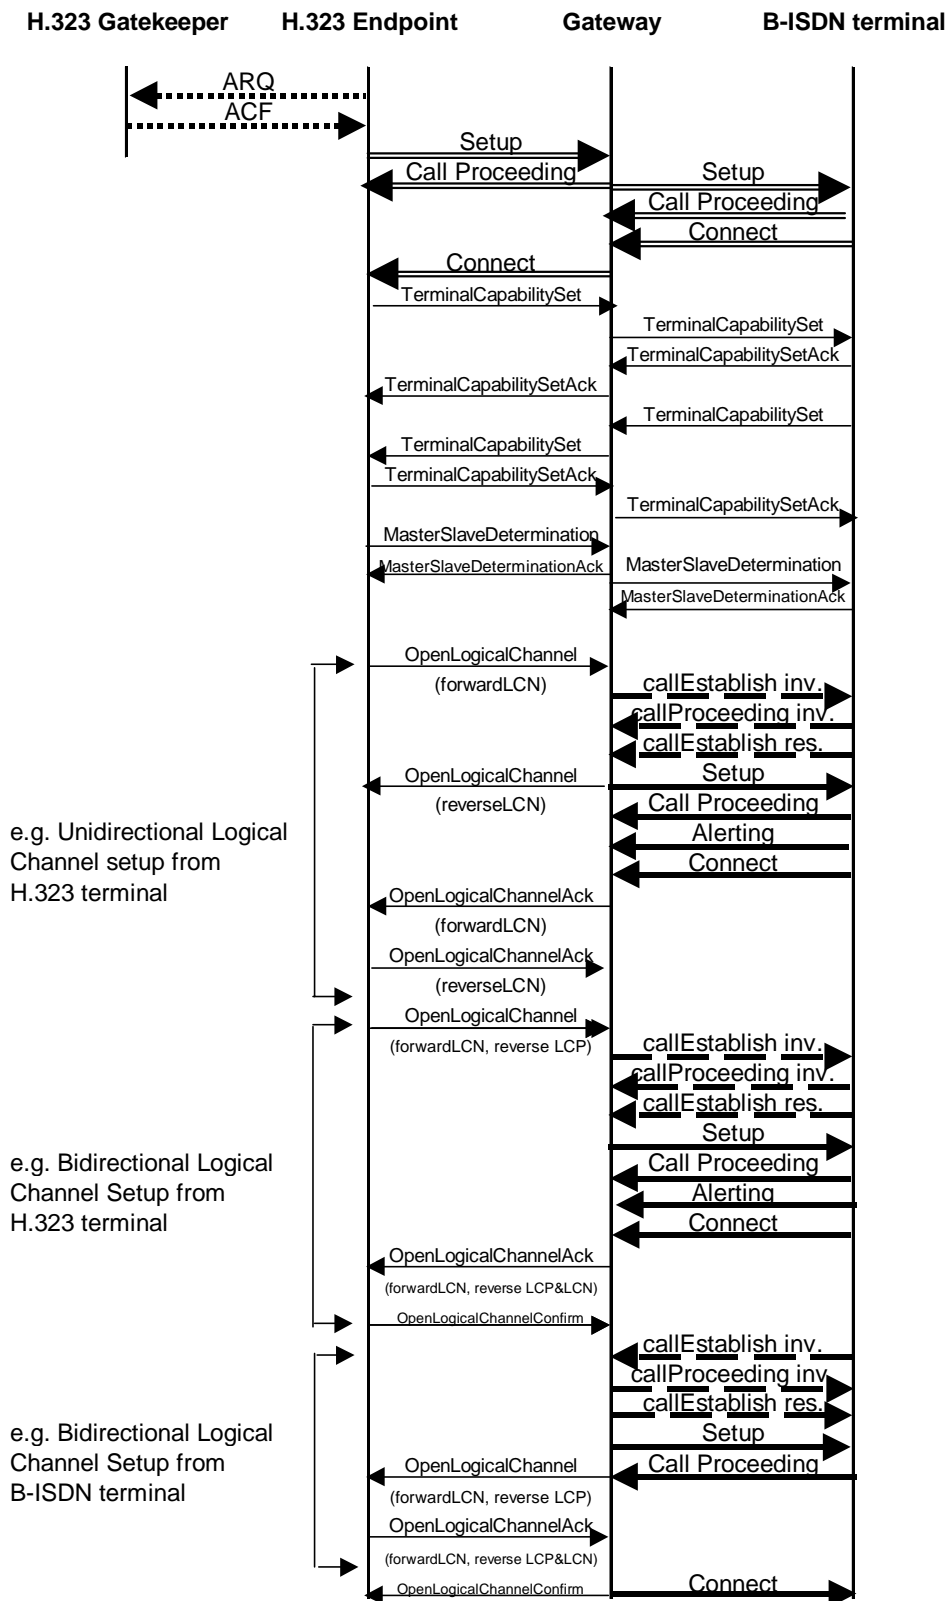 H.323 Gatekeeper H.323 Endpoint Gateway B-ISDN terminal
ARQ
ACF
Setup
Call Proceeding Setup
Call Proceeding
Connect
Connect
TerminalCapabilitySet
TerminalCapabilitySet
TerminalCapabilitySetAck
TerminalCapabilitySetAck
TerminalCapabilitySet
TerminalCapabilitySet
TerminalCapabilitySetAck
TerminalCapabilitySetAck
MasterSlaveDetermination
MasterSlaveDeterminationAck MasterSlaveDetermination
MasterSlaveDeterminationAck
OpenLogicalChannel
(forwardLCN) callEstablish inv.
callProceeding inv.
callEstablish res.
OpenLogicalChannel Setup
(reverseLCN) Call Proceeding
e.g. Unidirectional Logical Alerting
Channel setup from Connect
H.323 terminal
OpenLogicalChannelAck
(forwardLCN)
OpenLogicalChannelAck
(reverseLCN)
OpenLogicalChannel
(forwardLCN, reverse LCP) callEstablish inv.
callProceeding inv.
callEstablish res.
Setup
e.g. Bidirectional Logical Call Proceeding
Channel Setup from Alerting
H.323 terminal Connect
OpenLogicalChannelAck
(forwardLCN, reverse LCP&LCN)
OpenLogicalChannelConfirm
callEstablish inv.
callProceeding inv
callEstablish res.
e.g. Bidirectional Logical Setup
Channel Setup from OpenLogicalChannel Call Proceeding
B-ISDN terminal (forwardLCN, reverse LCP)
OpenLogicalChannelAck
(forwardLCN, reverse LCP&LCN)
OpenLogicalChannelConfirm Connect